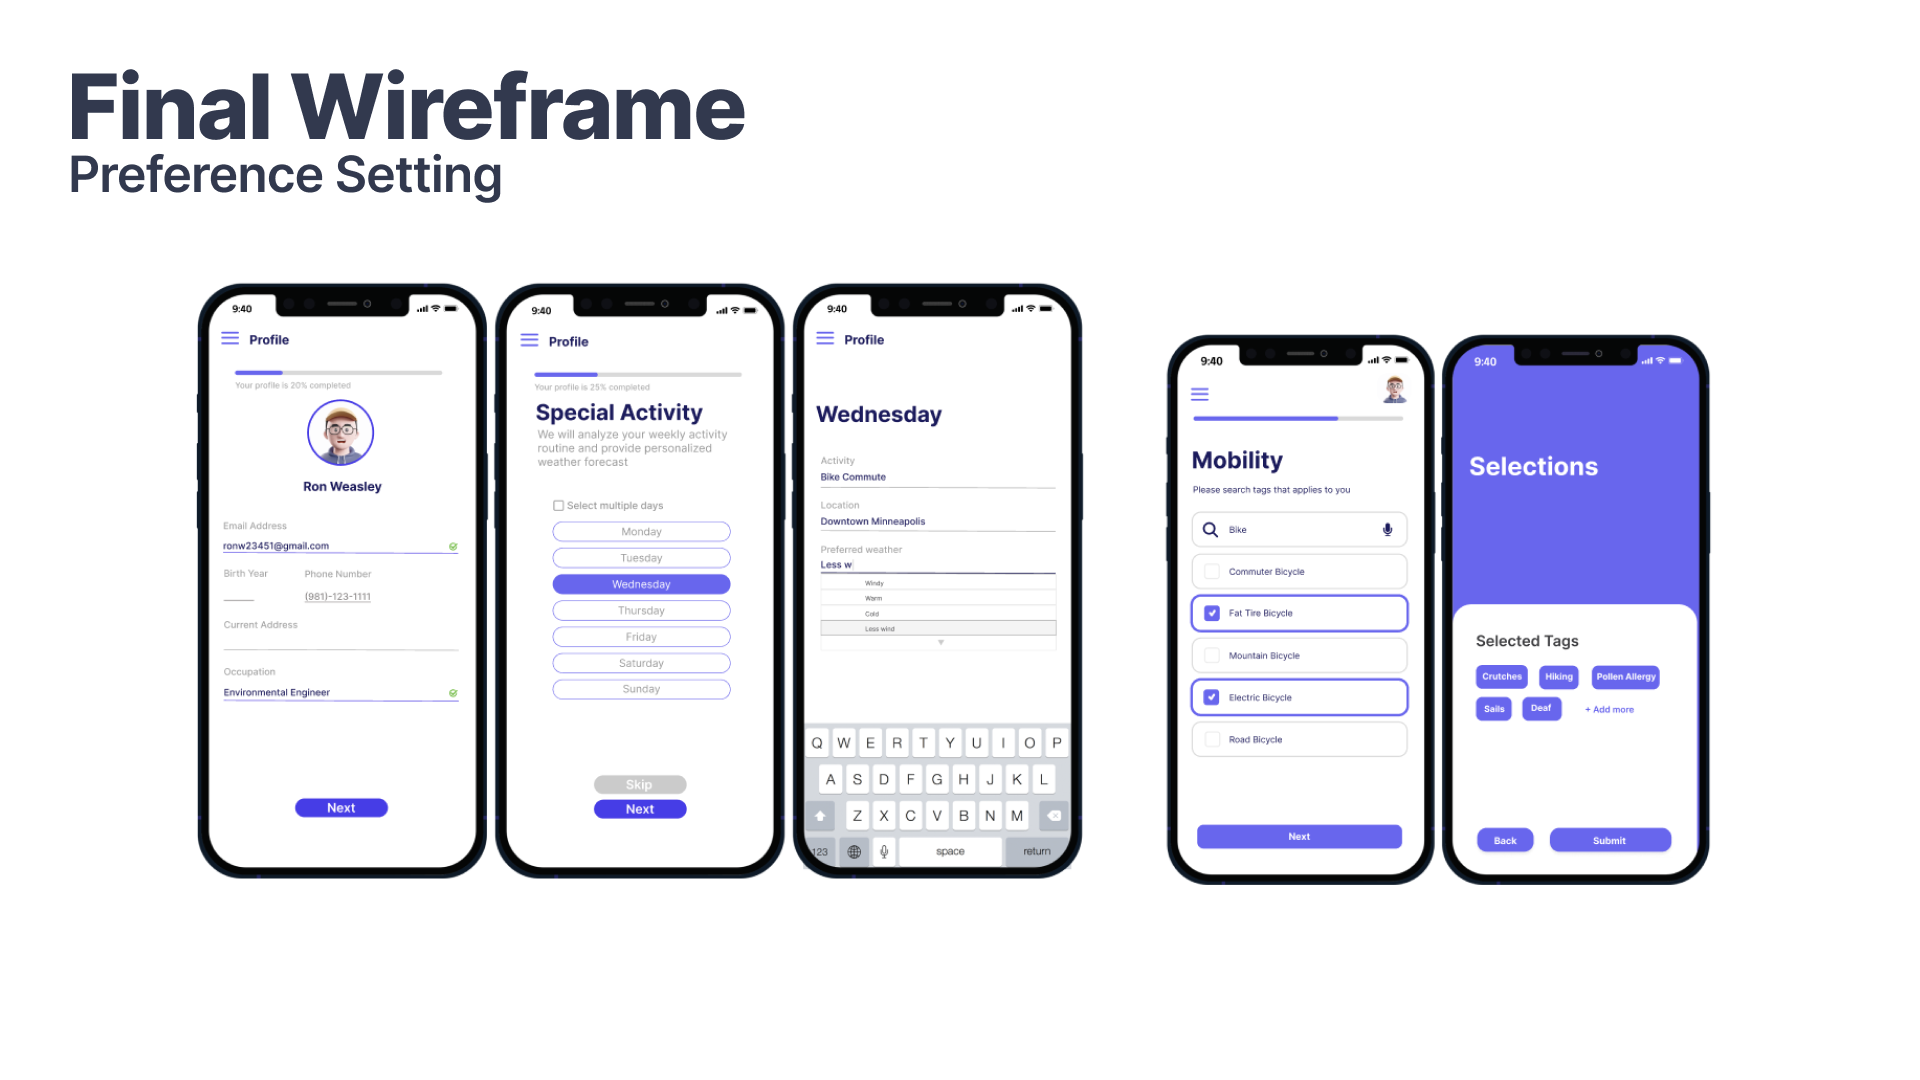 Final Wireframe
Preference Setting
9:40
Profile
Your profile is 20% completed
Ron Weasley
Email Address
ronw23451@gmail.com
Birth Year Phone Number
(981)-123-1111
Current Address
Occupation
Environmental Engineer
Next
9:40
Profile
Your profile is 25% completed
Special Activity
We will analyze your weekly activity
routine and provide personalized
weather forecast
Select multiple days
Monday
Tuesday
Wednesday
Thursday
Friday
Saturday
Sunday
Skip
Next
9:40
Profile
Wednesday
Activity
Bike Commute
Location
Downtown Minneapolis
Preferred weather
Less w
Windy
Warm
Cold
Less wind
Q W E R T Y U I O P
A S D F G H J K L
Z X C V B N M
123 space return
9:40
Mobility
Please search tags that applies to you
Bike
Commuter Bicycle
Fat Tire Bicycle
Mountain Bicycle
Electric Bicycle
Road Bicycle
Next
9:40
Selections
Selected Tags
Crutches Hiking Pollen Allergy
Sails Deaf + Add more
Back Submit